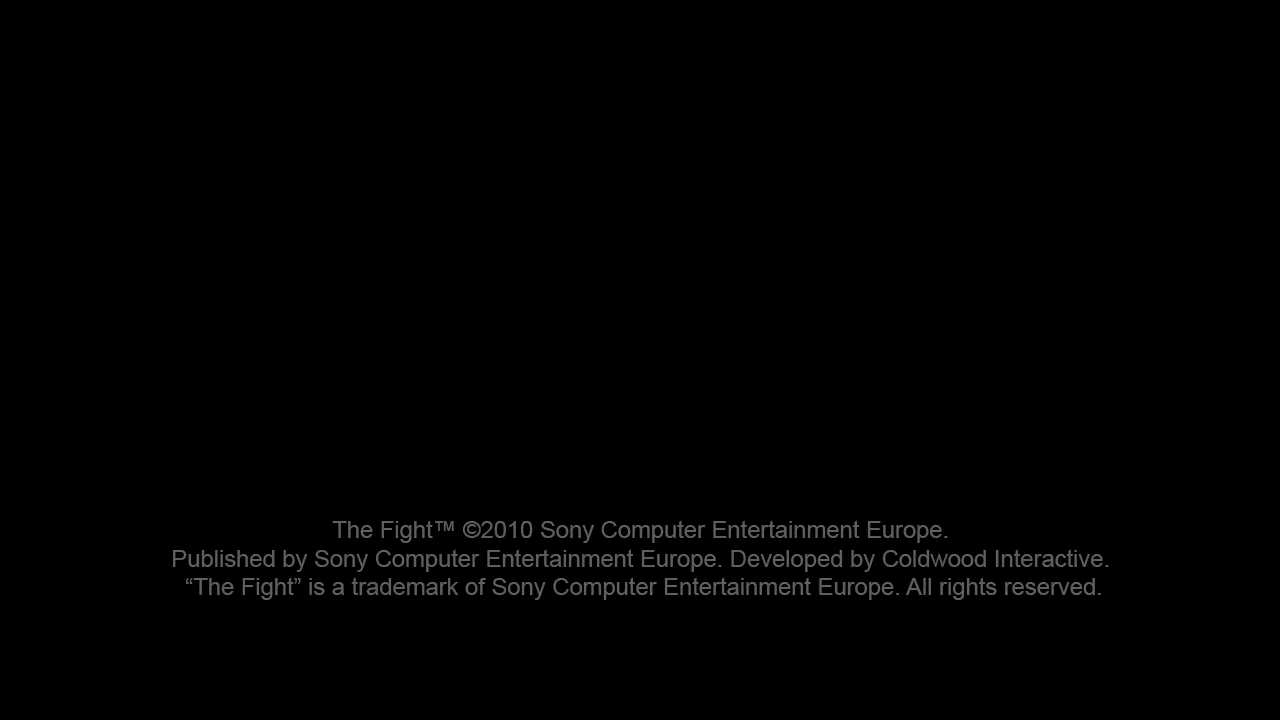 The Fight™ ©2010 Sony Computer Entertainment Europe.
Published by Sony Computer Entertainment Europe. Developed by Coldwood Interactive.
“The Fight” is a trademark of Sony Computer Entertainment Europe. All rights reserved.